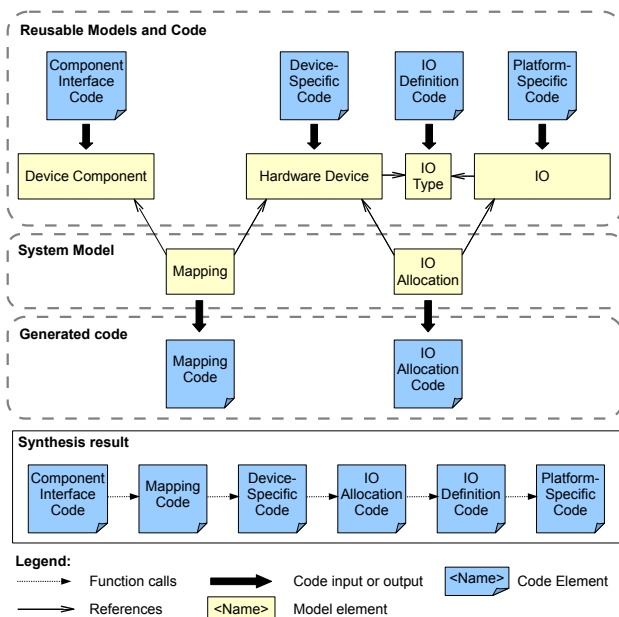 Reusable Models and Code
Component
Interface
Code
Device-
Specific
Code
IO
Definition
Code
Platform-
Specific
Code
Device Component
Hardware Device
IO
Type
IO
System Model
Mapping
IO
Allocation
Generated code
Mapping
Code
IO
Allocation
Code
Synthesis result
Component
Interface
Code
Mapping
Code
Device-
Specific
Code
IO
Allocation
Code
IO
Definition
Code
Platform-
Specific
Code
Legend:
Function calls
Code input or output
<Name>
Code Element
References
<Name>
Model element